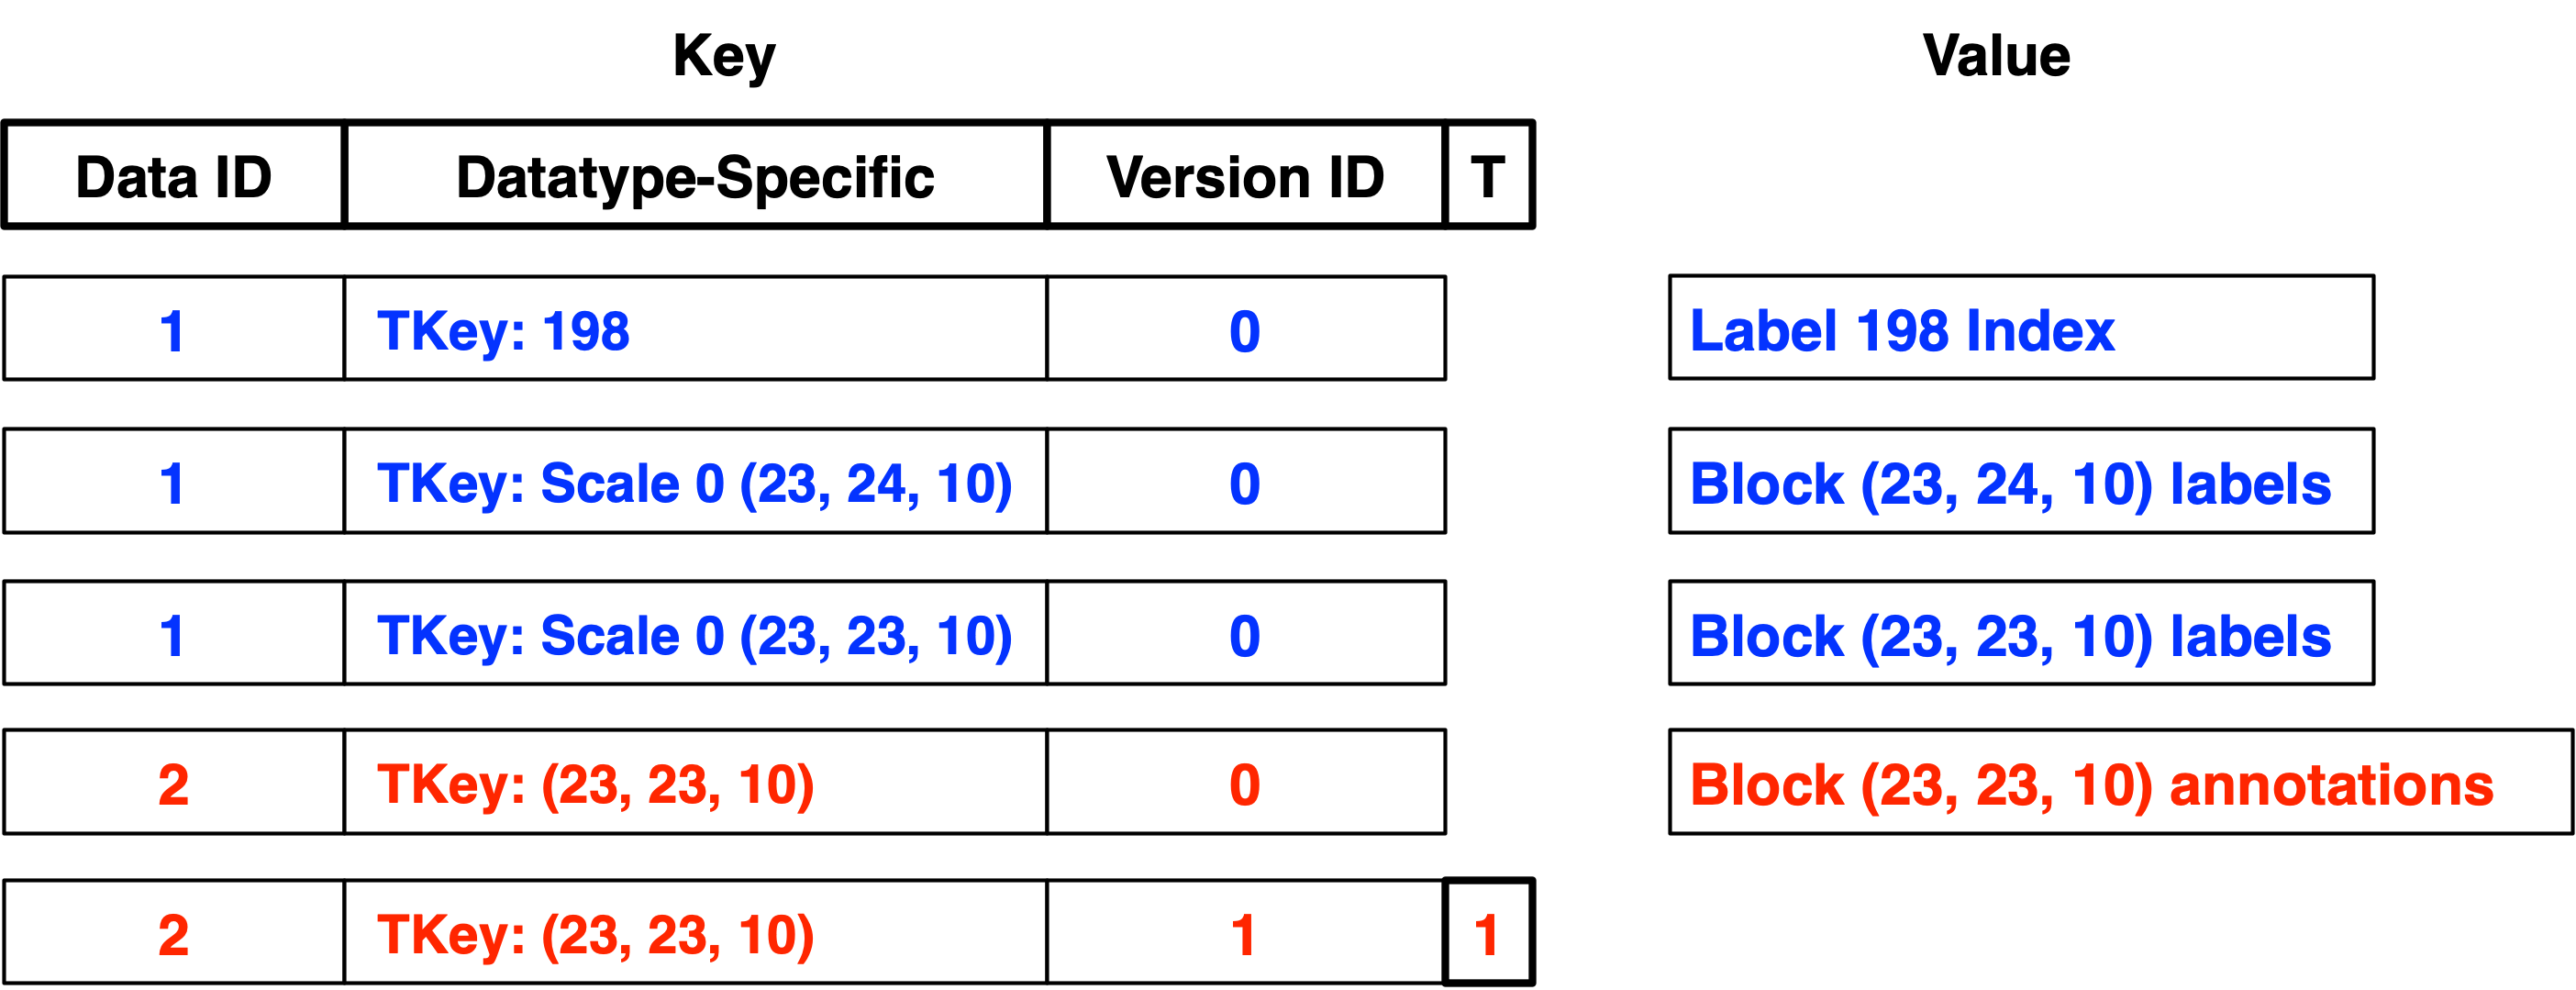 Key Value
Data ID Datatype-Specific Version ID T
1 TKey: 198 0 Label 198 Index
1 TKey: Scale 0 (23, 24, 10) 0 Block (23, 24, 10) labels
1 TKey: Scale 0 (23, 23, 10) 0 Block (23, 23, 10) labels
2 TKey: (23, 23, 10) 0 Block (23, 23, 10) annotations
2 TKey: (23, 23, 10) 1 1